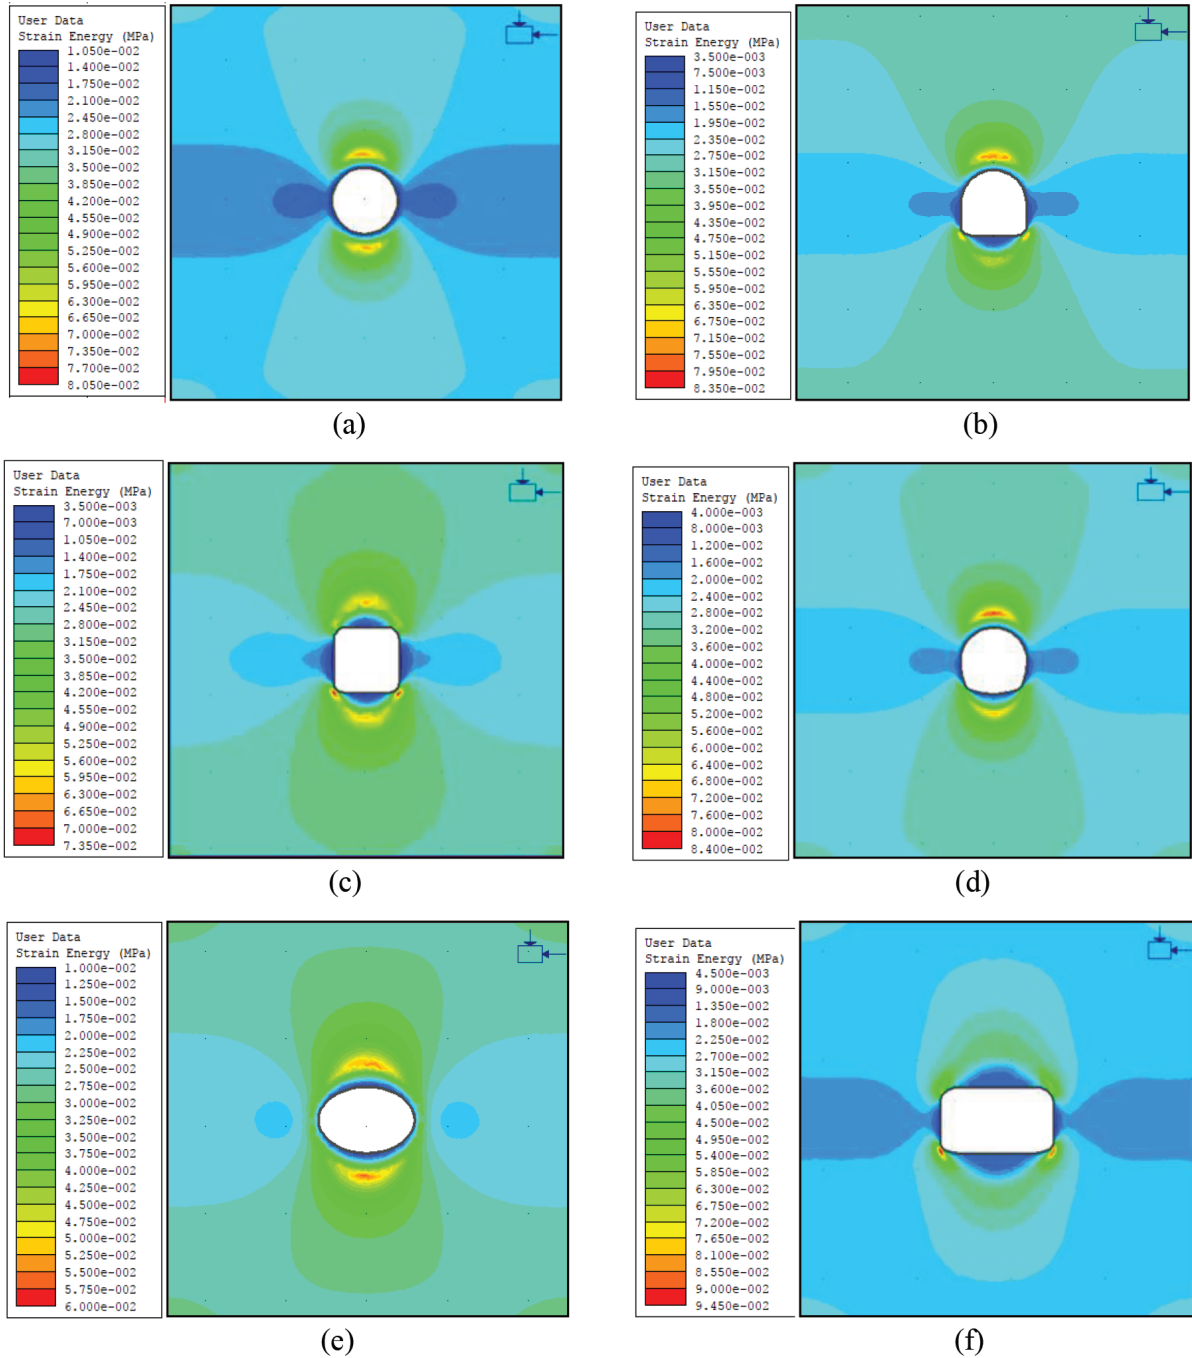 User Data
Strain Energy (MPa)
1.050e-002
1.400e-002
1.750e-002
2.100e-002
2.450e-002
2.800e-002
3.150e-002
3.500e-002
3.850e-002
4.200e-002
4.550e-002
4.900e-002
5.250e-002
5.600e-002
5.950e-002
6.300e-002
6.650e-002
7.000e-002
7.350e-002
7.700e-002
8.050e-002
(a)
User Data
Strain Energy (MPa)
3.500e-003
7.500e-003
1.150e-002
1.550e-002
1.950e-002
2.350e-002
2.750e-002
3.150e-002
3.550e-002
3.950e-002
4.350e-002
4.750e-002
5.150e-002
5.550e-002
5.950e-002
6.350e-002
6.750e-002
7.150e-002
7.550e-002
7.950e-002
8.350e-002
(b)
User Data
Strain Energy (MPa)
3.500e-003
7.000e-003
1.050e-002
1.400e-002
1.750e-002
2.100e-002
2.450e-002
2.800e-002
3.150e-002
3.500e-002
3.850e-002
4.200e-002
4.550e-002
4.900e-002
5.250e-002
5.600e-002
5.950e-002
6.300e-002
6.650e-002
7.000e-002
7.350e-002
(c)
User Data
Strain Energy (MPa)
4.000e-003
8.000e-003
1.200e-002
1.600e-002
2.000e-002
2.400e-002
2.800e-002
3.200e-002
3.600e-002
4.000e-002
4.400e-002
4.800e-002
5.200e-002
5.600e-002
6.000e-002
6.400e-002
6.800e-002
7.200e-002
7.600e-002
8.000e-002
8.400e-002
(d)
User Data
Strain Energy (MPa)
1.000e-002
1.250e-002
1.500e-002
1.750e-002
2.000e-002
2.250e-002
2.500e-002
2.750e-002
3.000e-002
3.250e-002
3.500e-002
3.750e-002
4.000e-002
4.250e-002
4.500e-002
4.750e-002
5.000e-002
5.250e-002
5.500e-002
5.750e-002
6.000e-002
(e)
User Data
Strain Energy (MPa)
4.500e-003
9.000e-003
1.350e-002
1.800e-002
2.250e-002
2.700e-002
3.150e-002
3.600e-002
4.050e-002
4.500e-002
4.950e-002
5.400e-002
5.850e-002
6.300e-002
6.750e-002
7.200e-002
7.650e-002
8.100e-002
8.550e-002
9.000e-002
9.450e-002
(f)